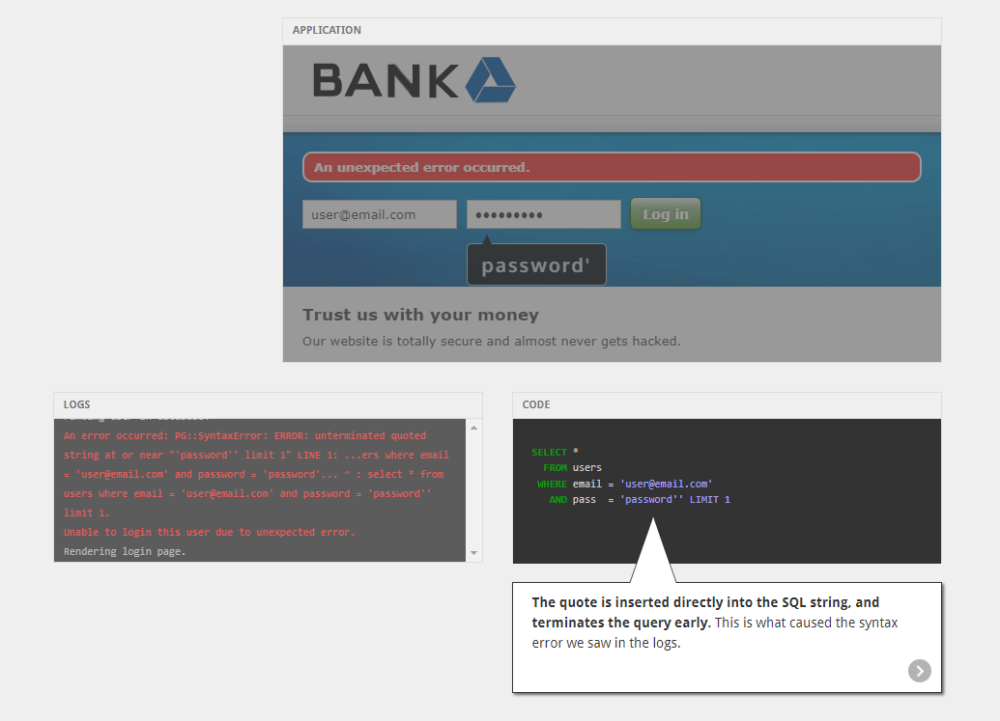 APPLICATION
BANK
An unexpected error occurred.
user@email.com
•••••••••
Log in
password'
Trust us with your money
Our website is totally secure and almost never gets hacked.
LOGS
An error occurred: PG::SyntaxError: ERROR: unterminated quoted
string at or near "'password'' limit 1" LINE 1: ...ers where email
= 'user@email.com' and password = 'password'... ^ : select * from
users where email = 'user@email.com' and password = 'password''
limit 1.
Unable to login this user due to unexpected error.
Rendering login page.
CODE
SELECT *
FROM users
WHERE email = 'user@email.com'
AND pass  = 'password'' LIMIT 1
The quote is inserted directly into the SQL string, and
terminates the query early. This is what caused the syntax
error we saw in the logs.